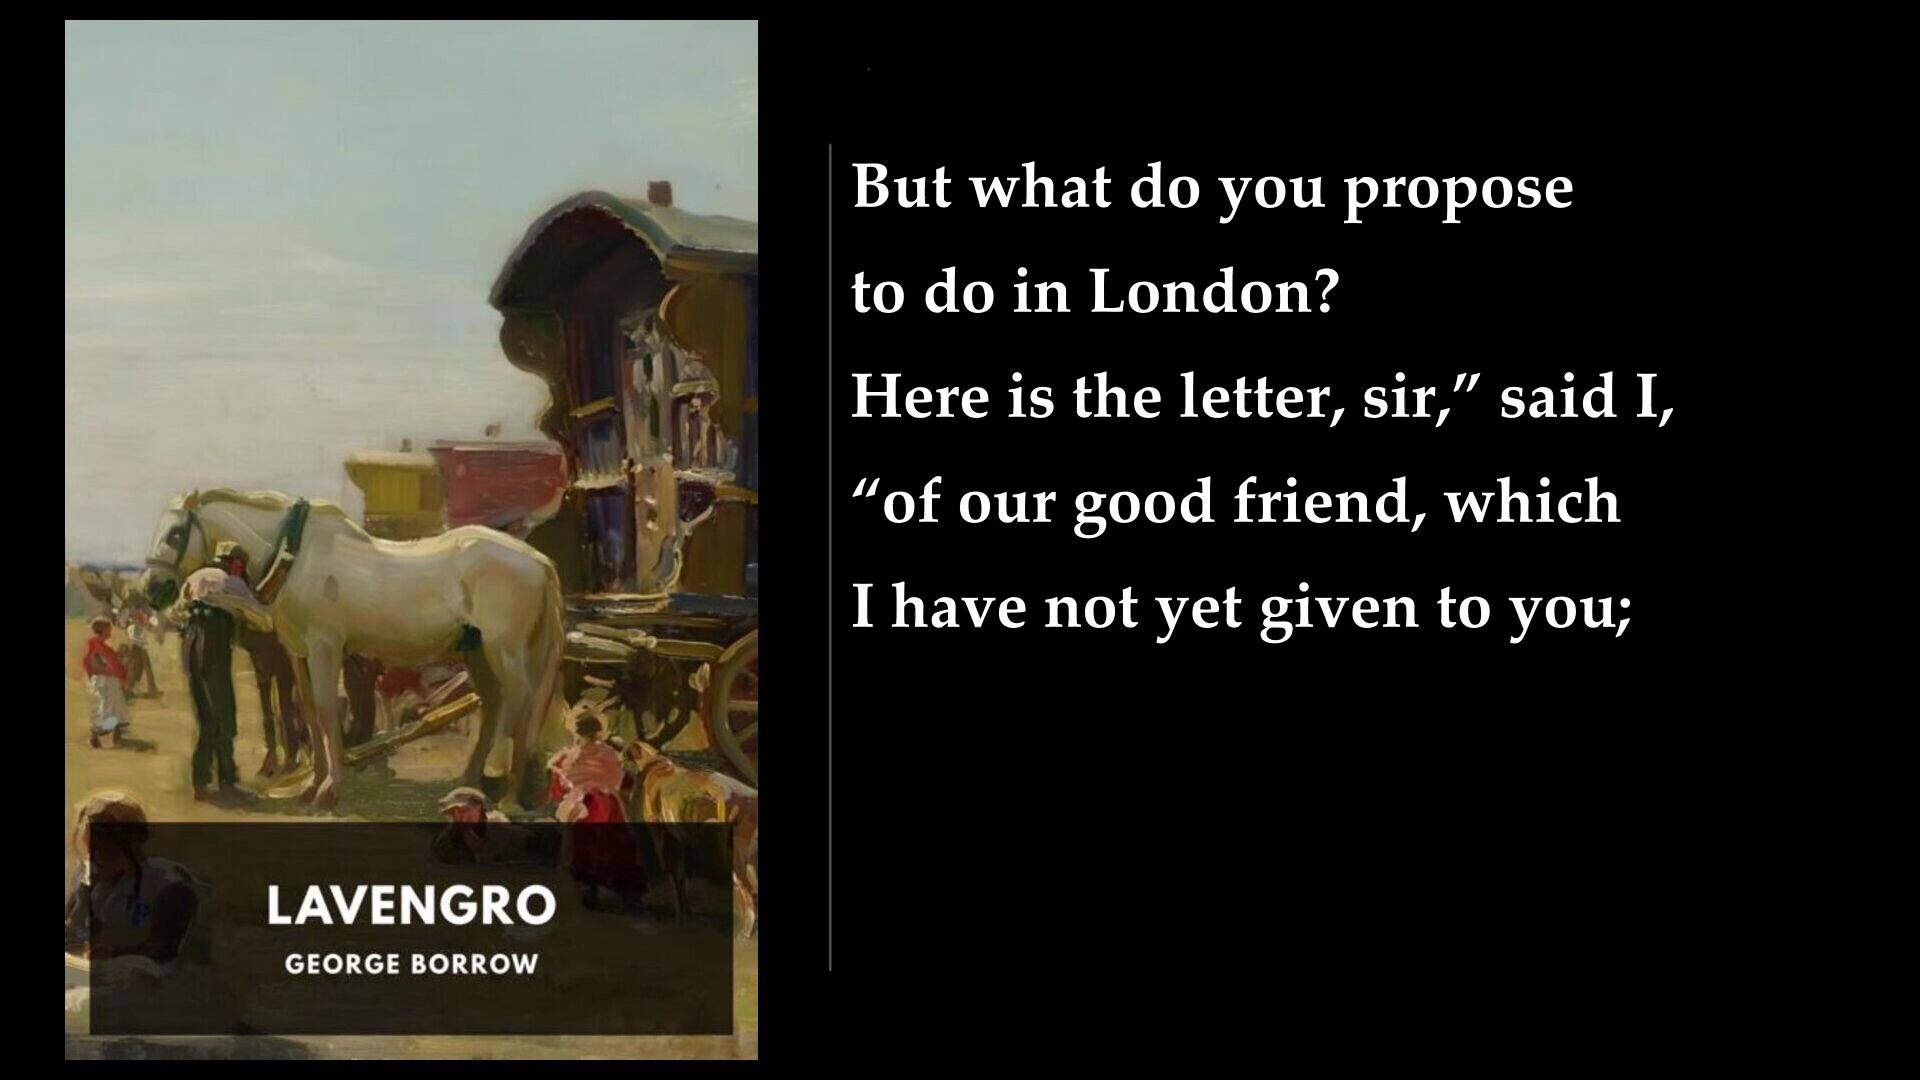 But what do you propose
to do in London?
Here is the letter, sir,” said I,
“of our good friend, which
I have not yet given to you;
LAVENGRO
GEORGE BORROW